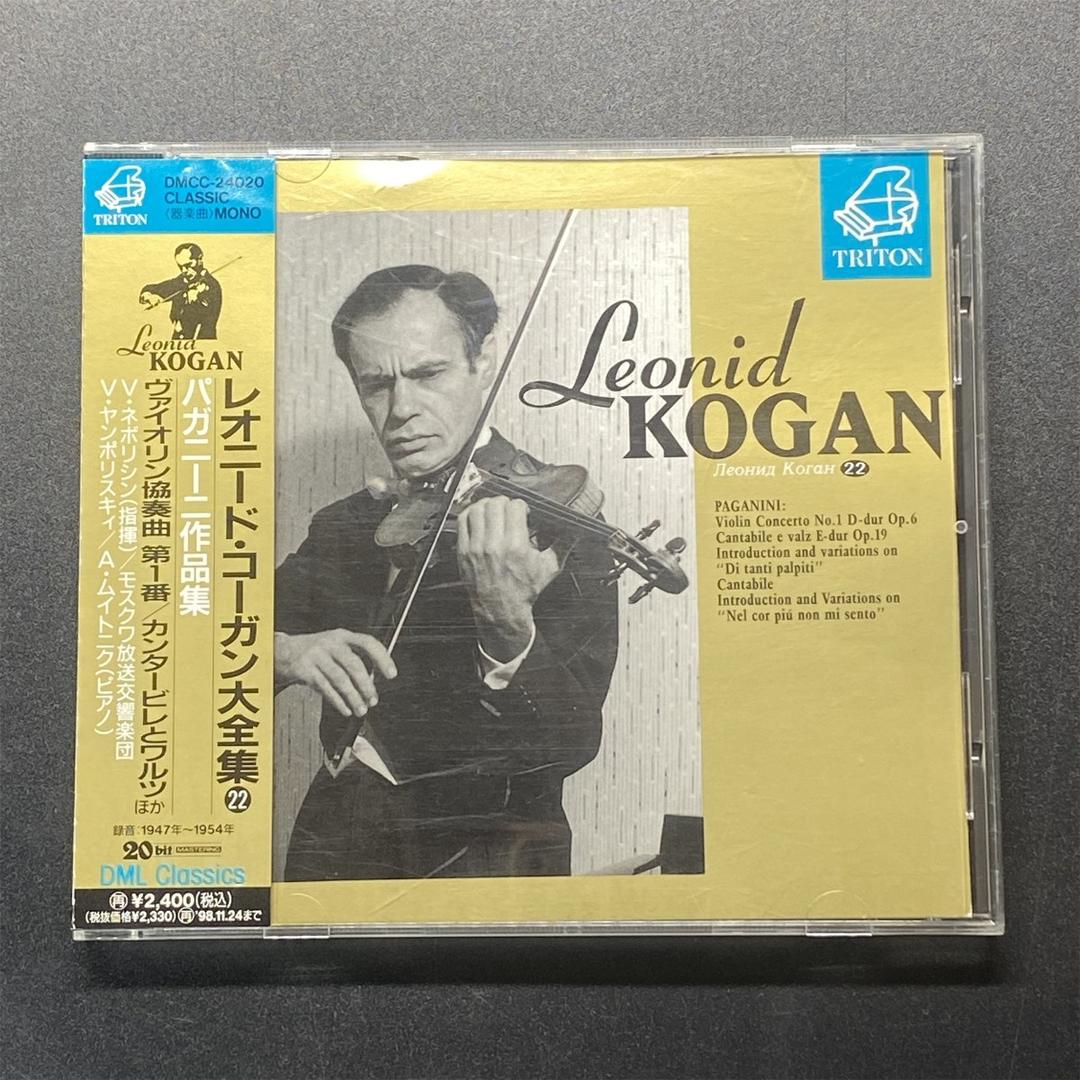 TRITON
DMCC-24020
CLASSIC
〈器楽曲〉MONO
Leonid
KOGAN
レオニード・コーガン大全集㉒
パガニーニ作品集
ヴァイオリン協奏曲 第1番/カンタービレとワルツ ほか
V・ネボリシン(指揮)/モスクワ放送交響楽団
V・ヤンポリスキィ/A・ムイトニク(ピアノ)
録音:1947年~1954年
20bit MASTERING
DML Classics
㊢¥2,400(税込)
(税抜価格¥2,330)㊢'98.11.24まで
TRITON
Leonid
KOGAN
Леонид Коган 22
PAGANINI:
Violin Concerto No.1 D-dur Op.6
Cantabile e valz E-dur Op.19
Introduction and variations on
“Di tanti palpiti”
Cantabile
Introduction and Variations on
“Nel cor piú non mi sento”